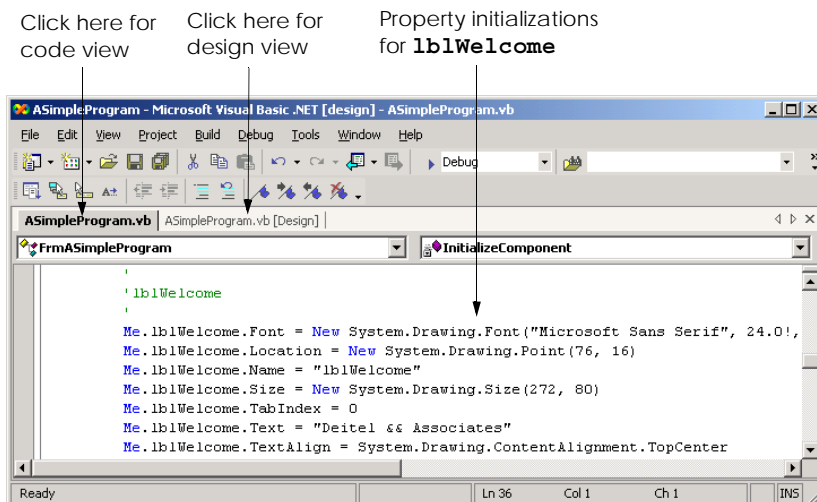 Click here for
code view
Click here for
design view
Property initializations
for lblWelcome
ASimpleProgram - Microsoft Visual Basic .NET [design] - ASimpleProgram.vb
File Edit View Project Build Debug Tools Window Help
Debug
ASimpleProgram.vb ASimpleProgram.vb [Design]
FrmASimpleProgram InitializeComponent
'
'lblWelcome
'
Me.lblWelcome.Font = New System.Drawing.Font("Microsoft Sans Serif", 24.0!,
Me.lblWelcome.Location = New System.Drawing.Point(76, 16)
Me.lblWelcome.Name = "lblWelcome"
Me.lblWelcome.Size = New System.Drawing.Size(272, 80)
Me.lblWelcome.TabIndex = 0
Me.lblWelcome.Text = "Deitel && Associates"
Me.lblWelcome.TextAlign = System.Drawing.ContentAlignment.TopCenter
Ready Ln 36 Col 1 Ch 1 INS